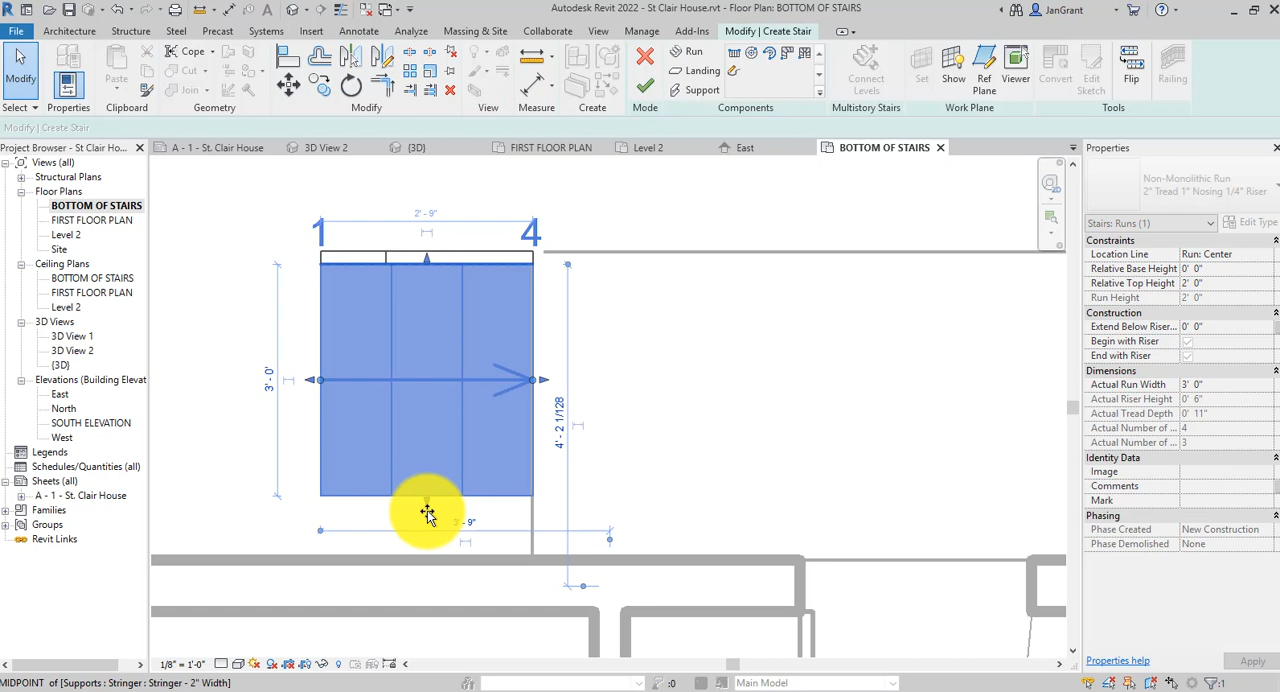 Autodesk Revit 2022 - St Clair House.rvt - Floor Plan: BOTTOM OF STAIRS
JanGrant
File Architecture Structure Steel Precast Systems Insert Annotate Analyze Massing & Site Collaborate View Manage Add-Ins Modify | Create Stair
Modify
Properties
Paste
Cope
Cut
Join
Run
Landing
Support
Connect Levels
Set
Show
Ref Plane
Viewer
Convert
Edit Sketch
Flip
Railing
Select Properties Clipboard Geometry Modify View Measure Create Mode Components Multistory Stairs Work Plane Tools
Modify | Create Stair
Project Browser - St Clair Ho...
A - 1 - St. Clair House
3D View 2
{3D}
FIRST FLOOR PLAN
Level 2
East
BOTTOM OF STAIRS
Views (all)
Structural Plans
Floor Plans
BOTTOM OF STAIRS
FIRST FLOOR PLAN
Level 2
Site
Ceiling Plans
BOTTOM OF STAIRS
FIRST FLOOR PLAN
Level 2
3D Views
3D View 1
3D View 2
{3D}
Elevations (Building Elevat
East
North
SOUTH ELEVATION
West
Legends
Schedules/Quantities (all)
Sheets (all)
A - 1 - St. Clair House
Families
Groups
Revit Links
2' - 9"
1
4
3' - 0"
4' - 2 1/128
3' - 9"
Properties
Non-Monolithic Run
2" Tread 1" Nosing 1/4" Riser
Stairs: Runs (1)
Edit Type
Constraints
Location Line Run: Center
Relative Base Height 0' 0"
Relative Top Height 2' 0"
Run Height 2' 0"
Construction
Extend Below Riser... 0' 0"
Begin with Riser
End with Riser
Dimensions
Actual Run Width 3' 0"
Actual Riser Height 0' 6"
Actual Tread Depth 0' 11"
Actual Number of ... 4
Actual Number of ... 3
Identity Data
Image
Comments
Mark
Phasing
Phase Created New Construction
Phase Demolished None
Properties help
Apply
1/8" = 1'-0"
MIDPOINT of [Supports : Stringer : Stringer - 2" Width]
:0
Main Model
:1